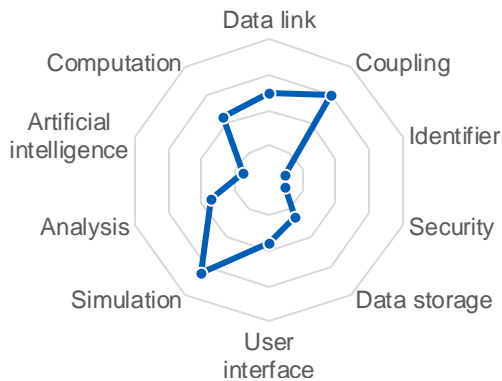 Data link
Computation
Coupling
Artificial
intelligence
Identifier
Analysis
Security
Simulation
Data storage
User
interface